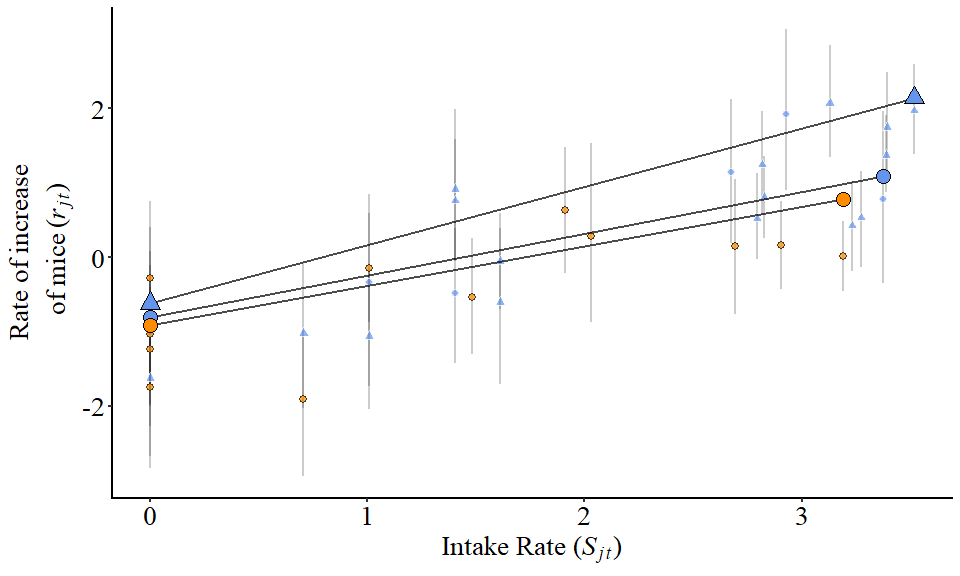 Rate of increase
of mice (r_jt)
2
0
-2
0 1 2 3
Intake Rate (S_jt)